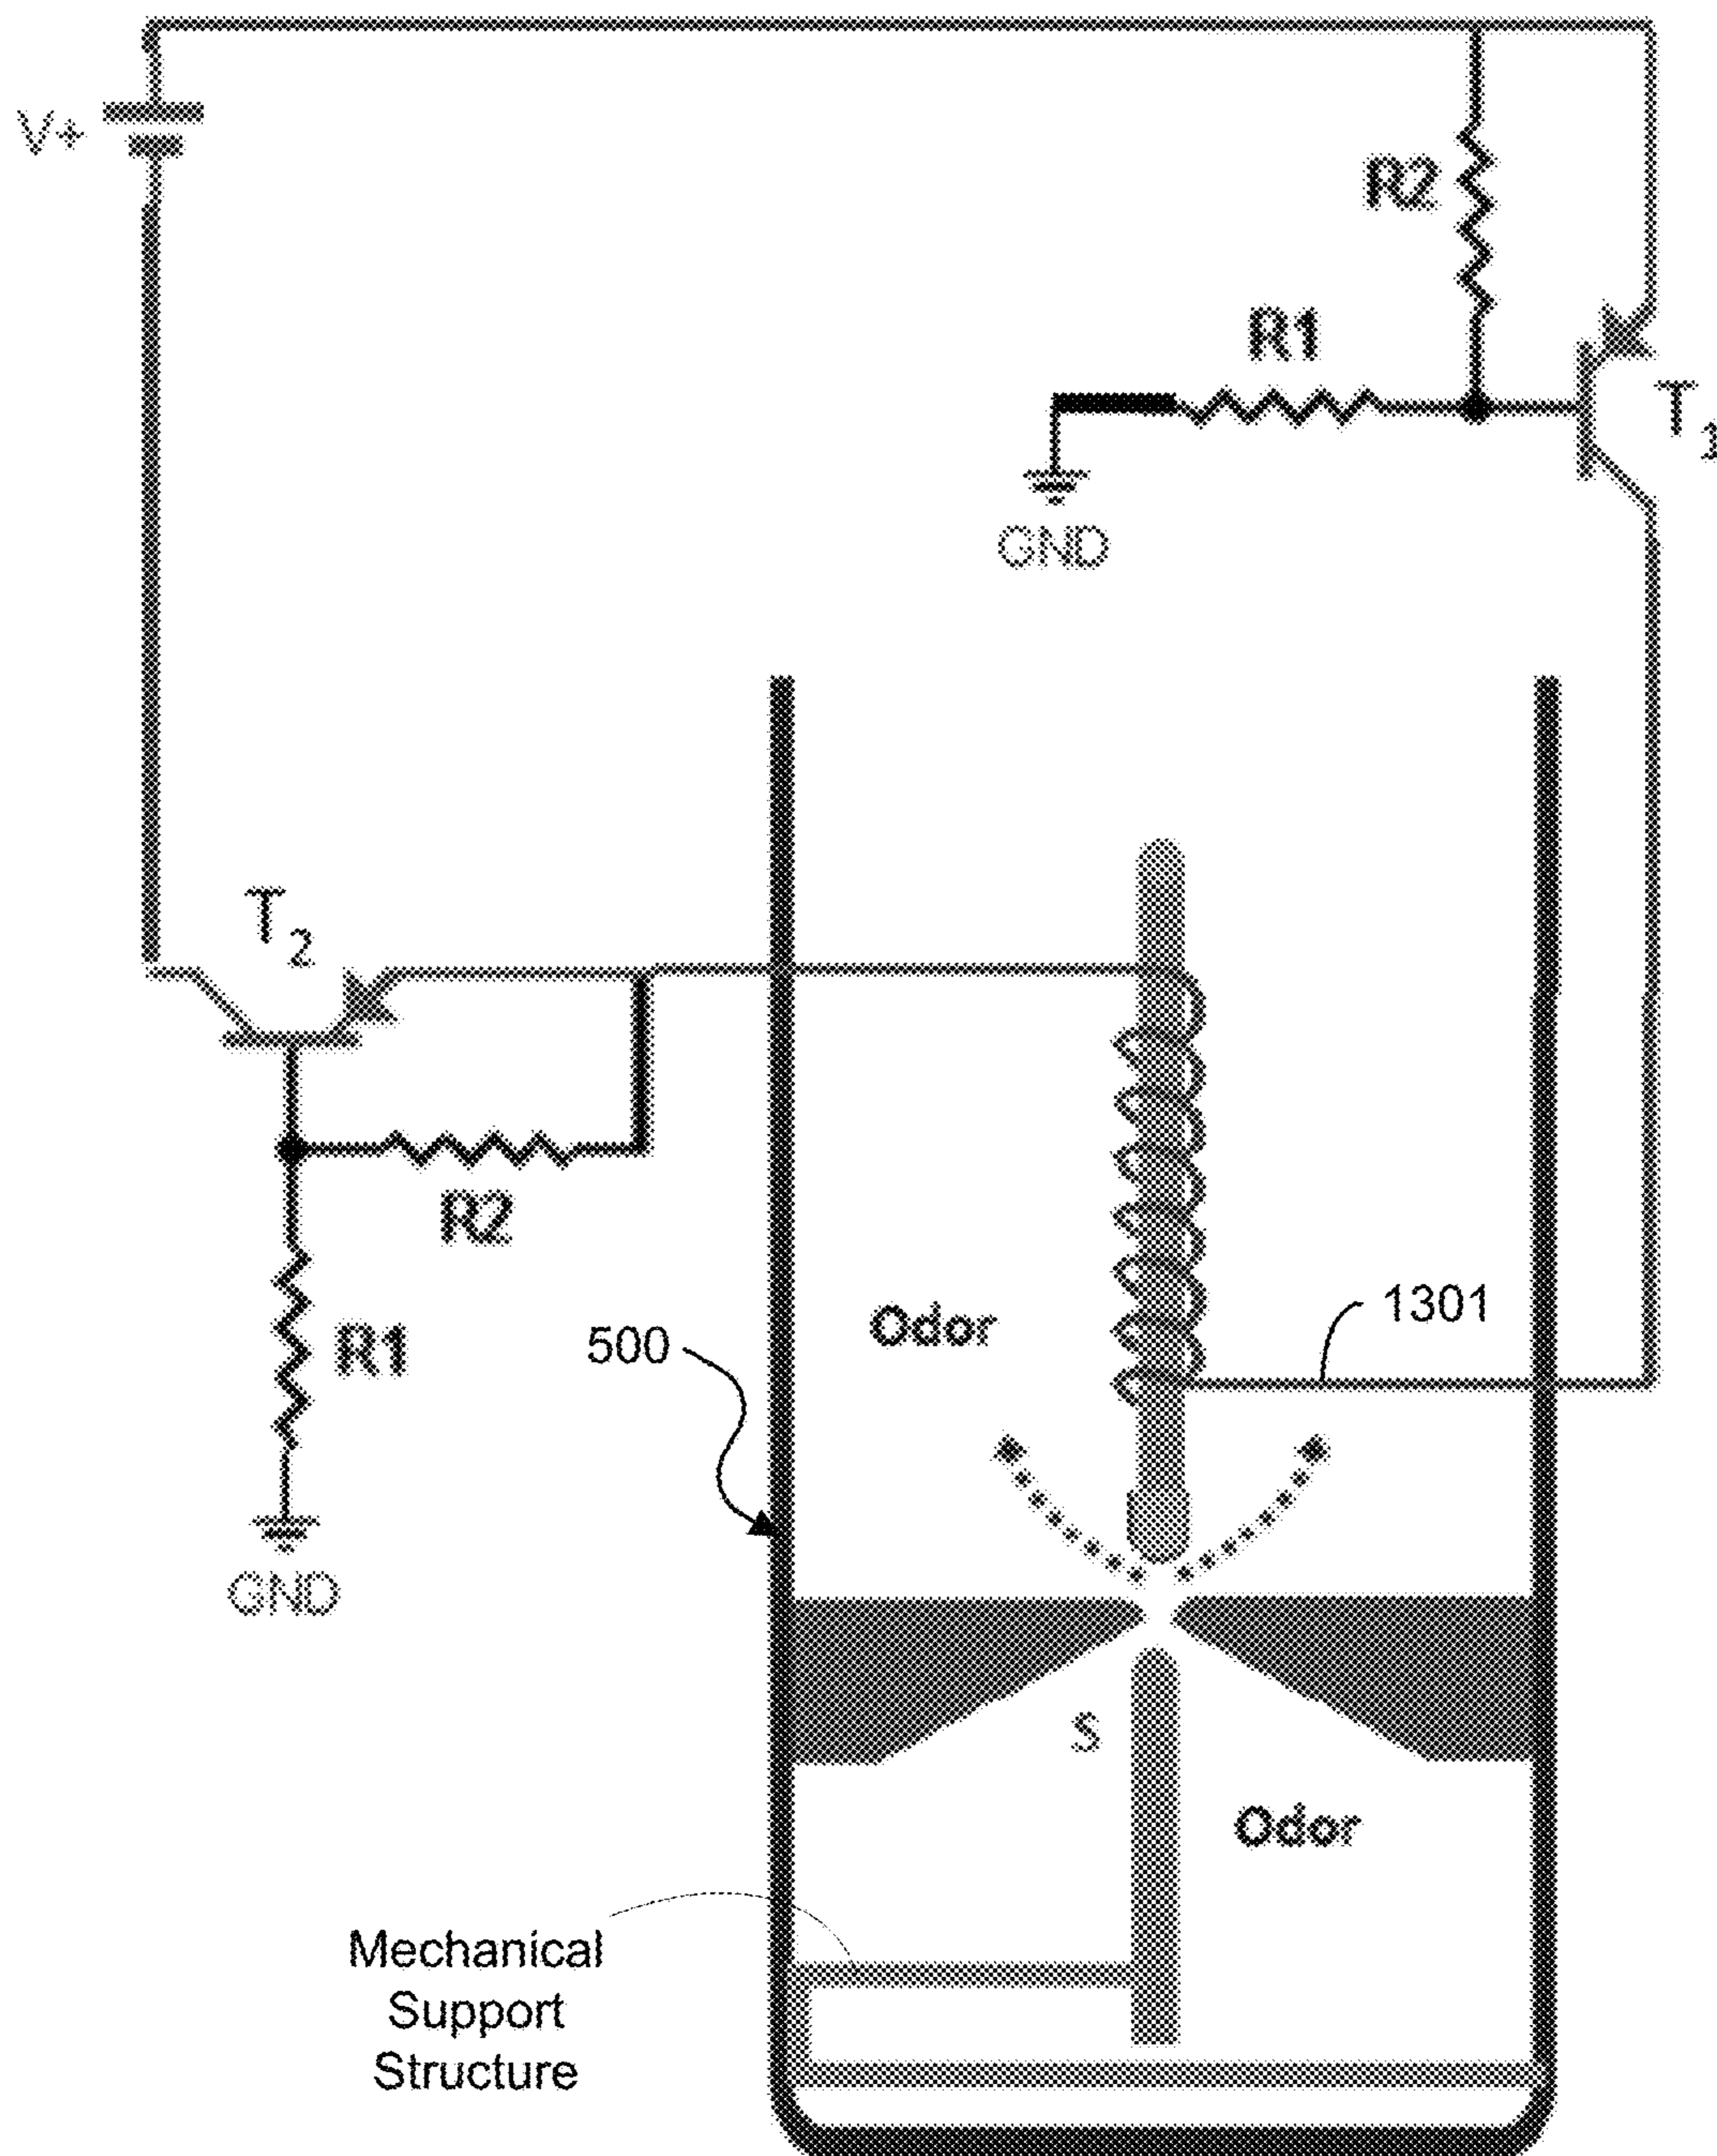 V+
R2
R1
T1
GND
T2
R2
R1
GND
Odor
1301
500
S
Odor
Mechanical
Support
Structure